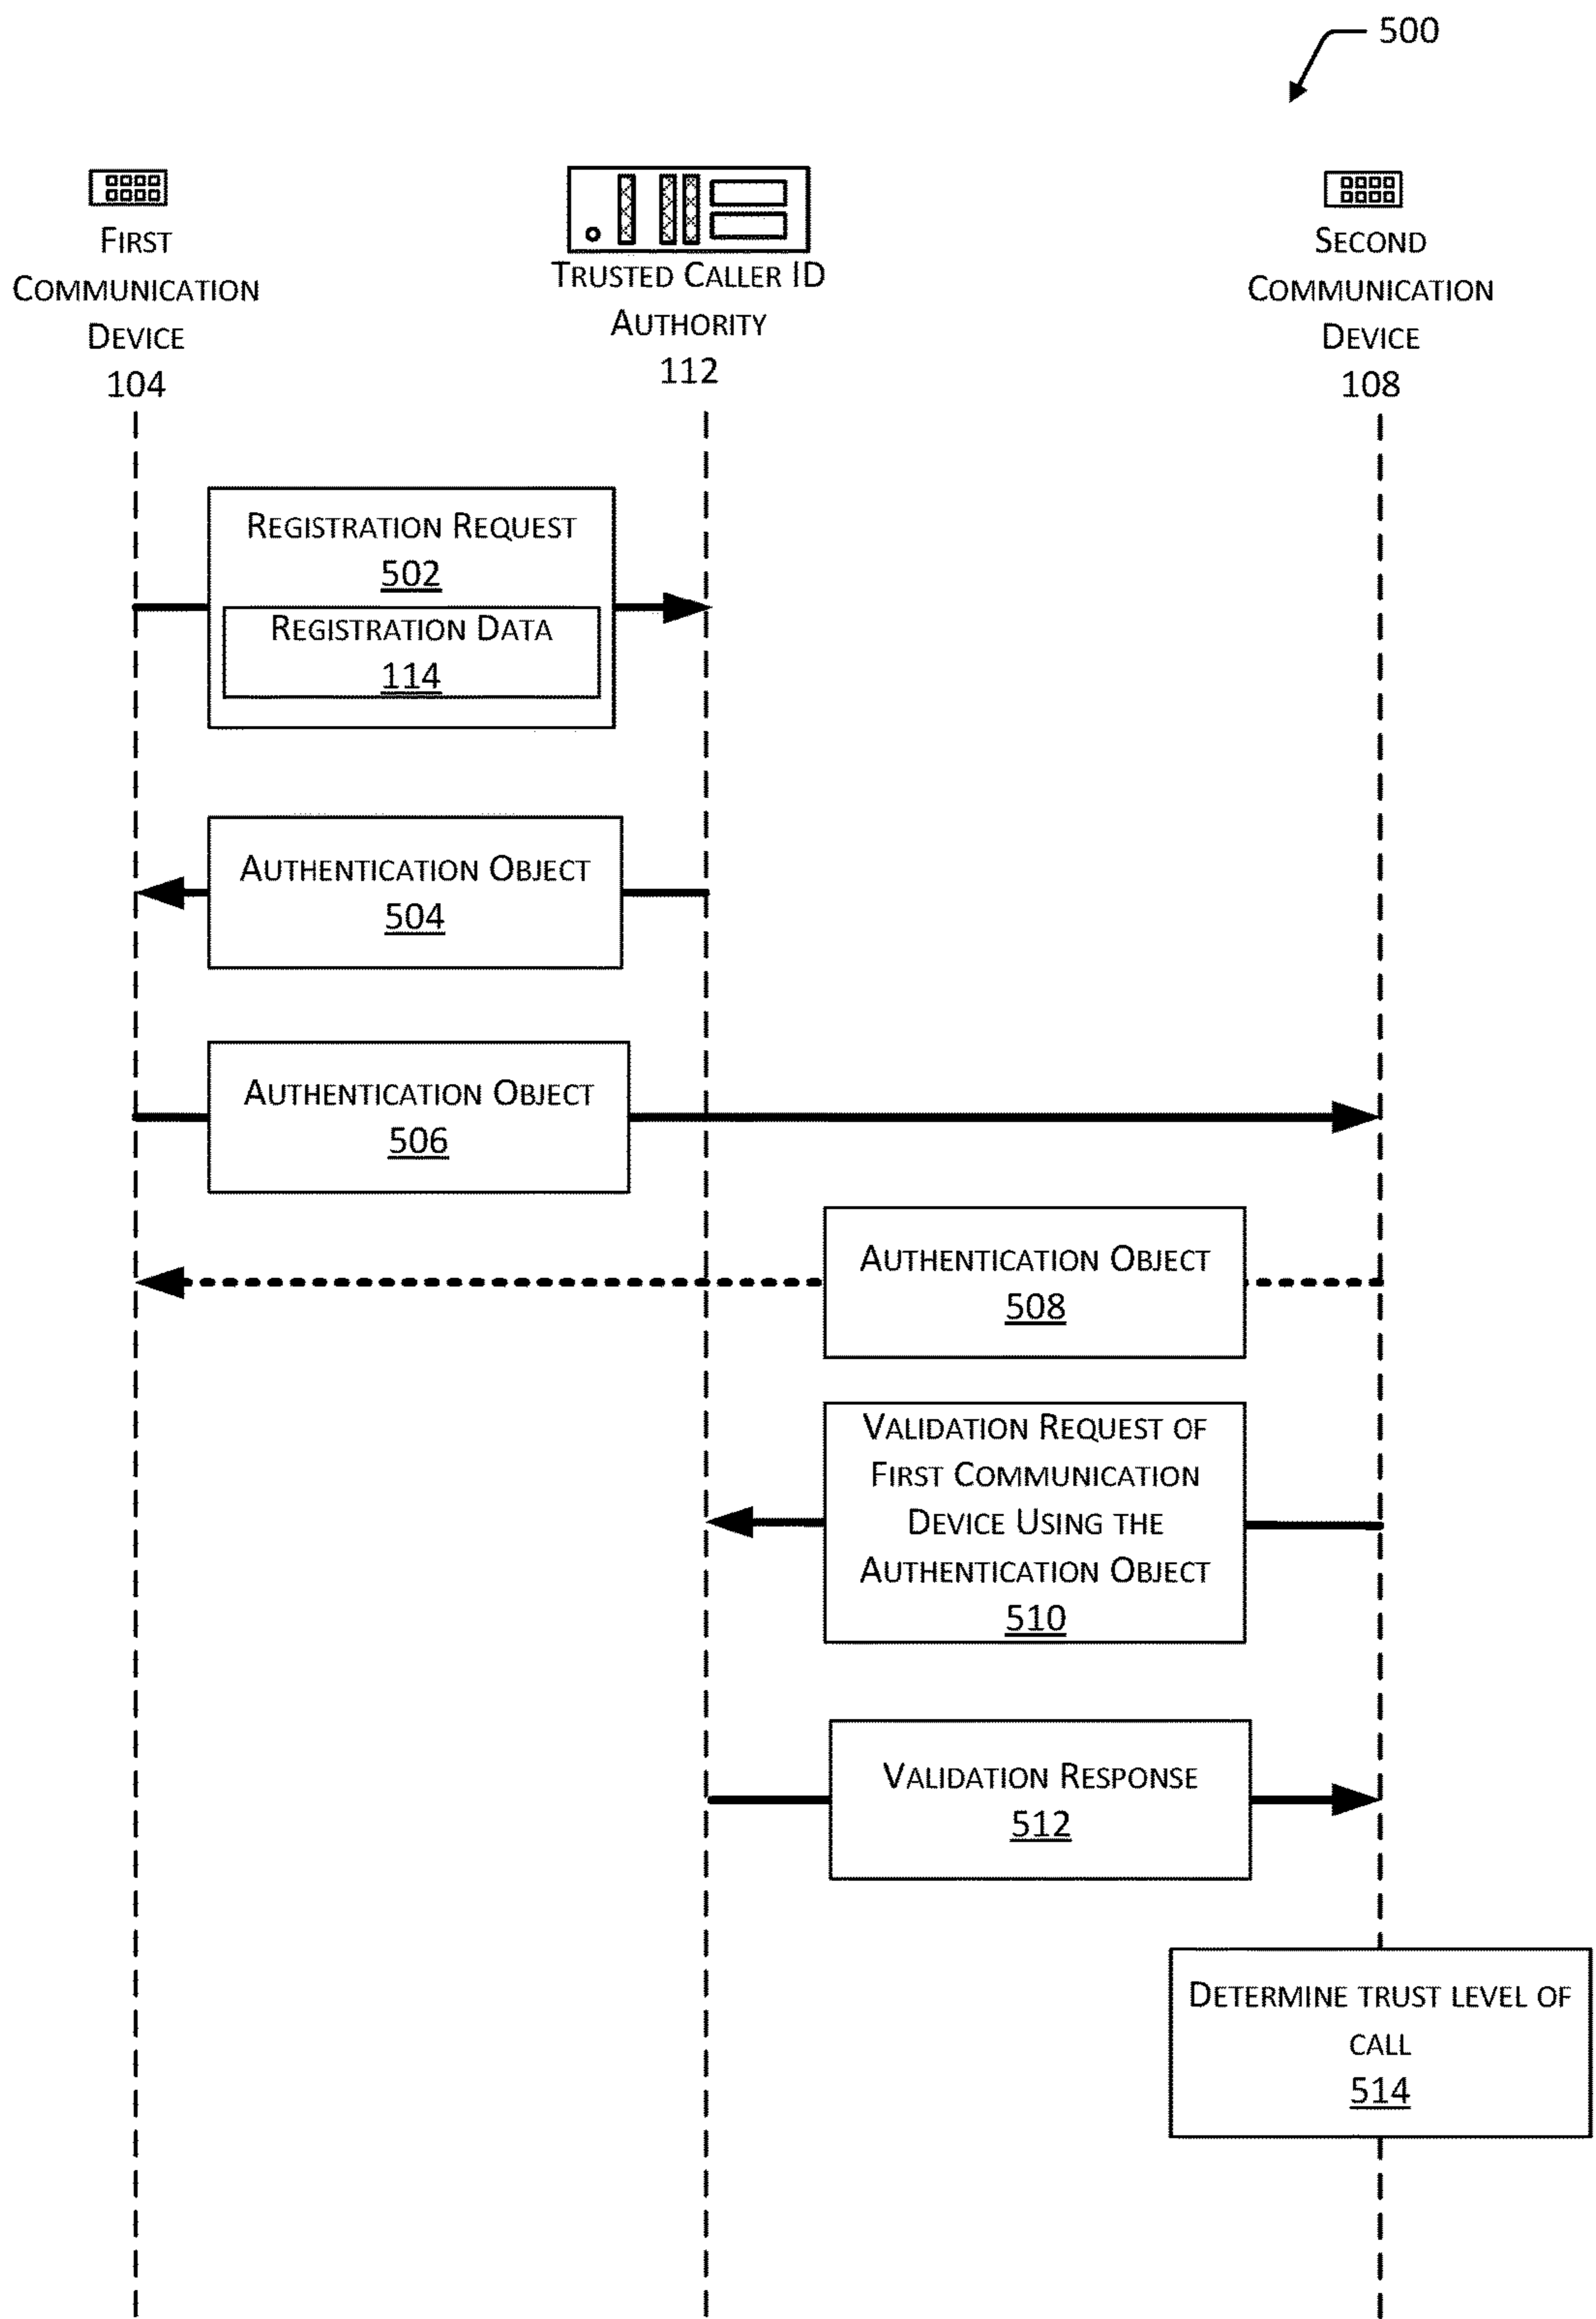 500
FIRST
COMMUNICATION
DEVICE
104
TRUSTED CALLER ID
AUTHORITY
112
SECOND
COMMUNICATION
DEVICE
108
REGISTRATION REQUEST
502
REGISTRATION DATA
114
AUTHENTICATION OBJECT
504
AUTHENTICATION OBJECT
506
AUTHENTICATION OBJECT
508
VALIDATION REQUEST OF
FIRST COMMUNICATION
DEVICE USING THE
AUTHENTICATION OBJECT
510
VALIDATION RESPONSE
512
DETERMINE TRUST LEVEL OF
CALL
514